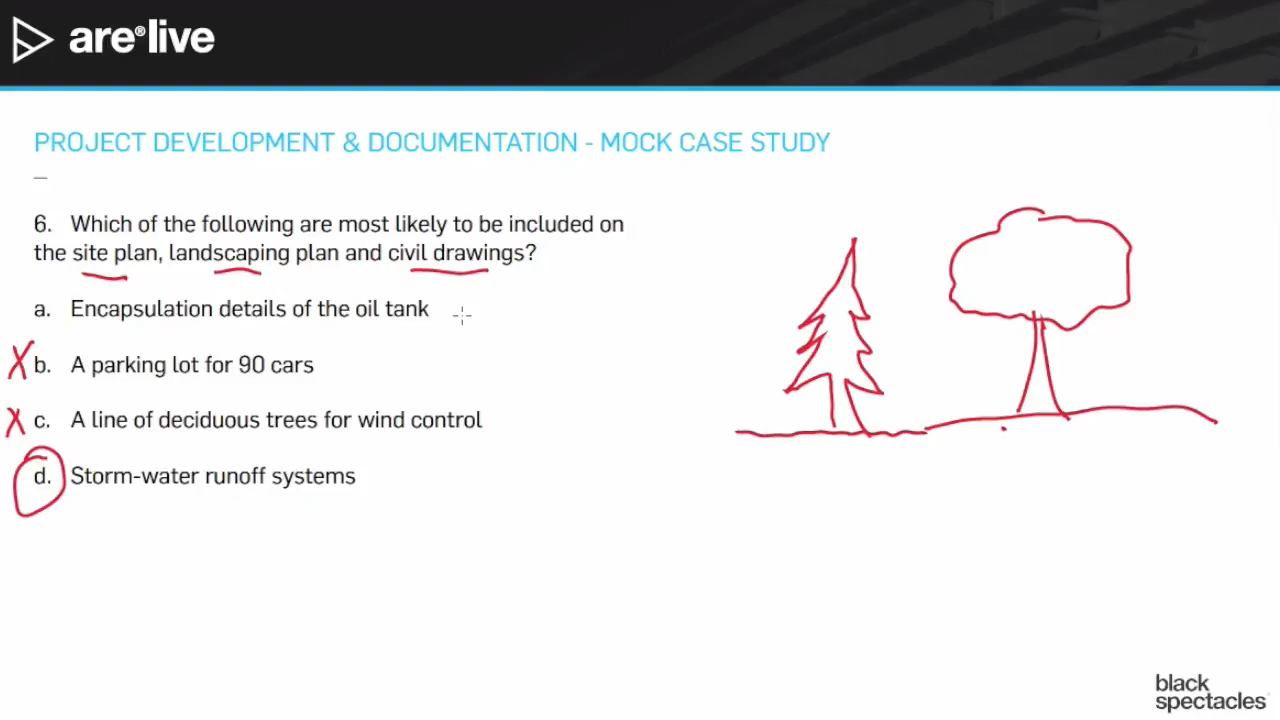 are®live
PROJECT DEVELOPMENT & DOCUMENTATION - MOCK CASE STUDY
6. Which of the following are most likely to be included on
the site plan, landscaping plan and civil drawings?
a. Encapsulation details of the oil tank
X b. A parking lot for 90 cars
X c. A line of deciduous trees for wind control
d. Storm-water runoff systems
black
spectacles